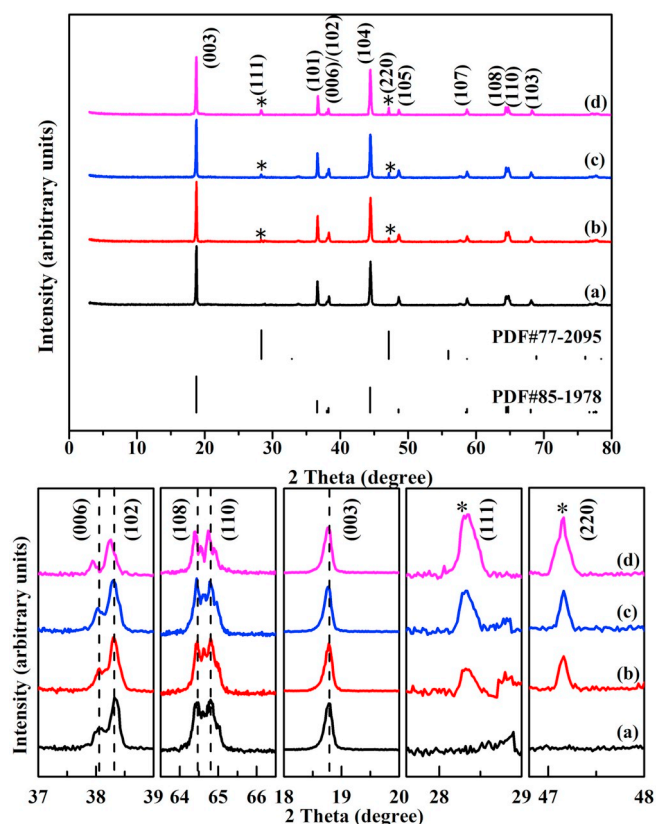 Intensity (arbitrary units)
(003)
*(111)
(101)
(006)/(102)
(104)
*(220)
(105)
(107)
(108)
(110)
(103)
(d)
* * (c)
* * (b)
(a)
PDF#77-2095
PDF#85-1978
0 10 20 30 40 50 60 70 80
2 Theta (degree)
Intensity (arbitrary units)
(006) (102) (108) (110) (003) * (111) * (220)
(d)
(c)
(b)
(a)
37 38 39 64 65 66 18 19 20 28 29 47 48
2 Theta (degree)